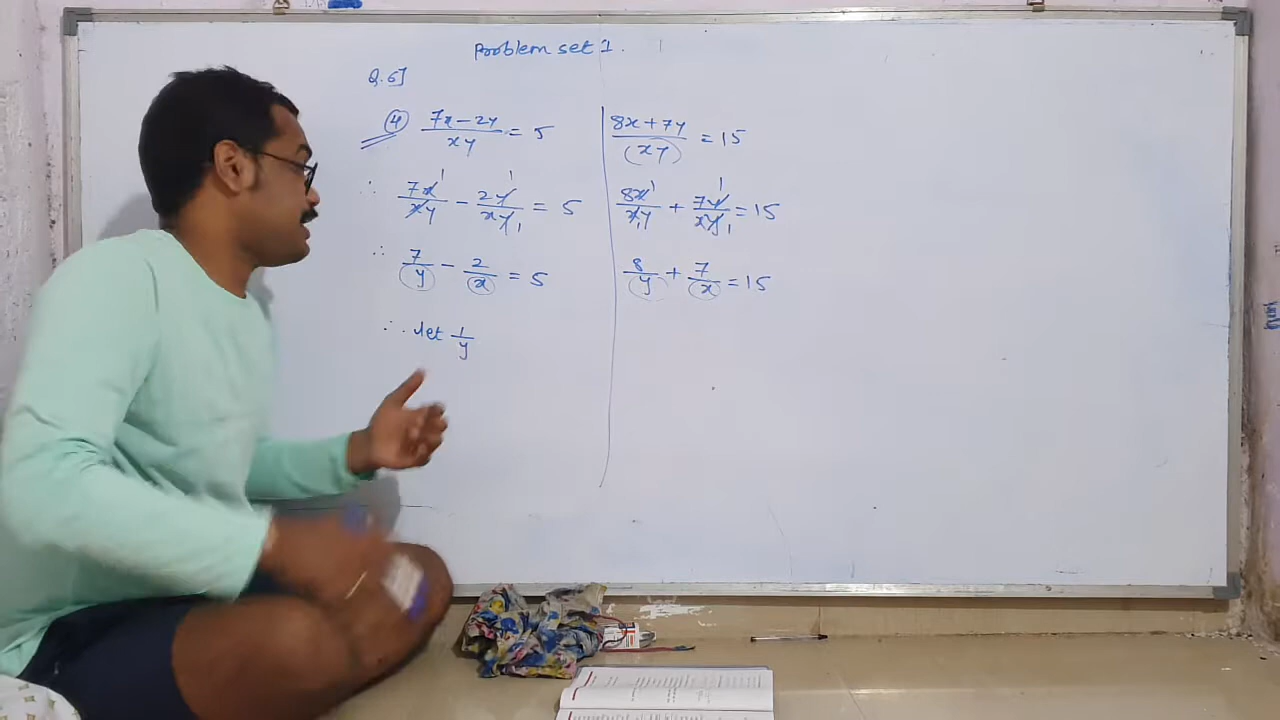 Problem set 1.
Q.6]
④ (7x-2y)/(xy) = 5
(8x+7y)/(xy) = 15
∴ 7x/xy - 2y/xy = 5
8x/xy + 7y/xy = 15
∴ 7/y - 2/x = 5
8/y + 7/x = 15
∴ let 1/y